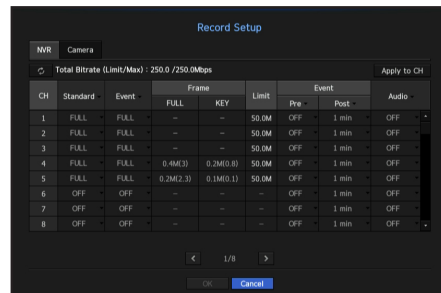 Record Setup
NVR Camera
Total Bitrate (Limit/Max) : 250.0 /250.0Mbps Apply to CH
CH Standard Event Frame Limit Event Audio
FULL KEY Pre Post
1 FULL FULL – – 50.0M OFF 1 min OFF
2 FULL FULL – – 50.0M OFF 1 min OFF
3 FULL FULL – – 50.0M OFF 1 min OFF
4 FULL FULL 0.4M(3) 0.2M(0.8) 50.0M OFF 1 min OFF
5 FULL FULL 0.2M(2.3) 0.1M(0.1) 50.0M OFF 1 min OFF
6 OFF OFF – – – OFF 1 min OFF
7 OFF OFF – – – OFF 1 min OFF
8 OFF OFF – – – OFF 1 min OFF
< 1/8 >
OK Cancel